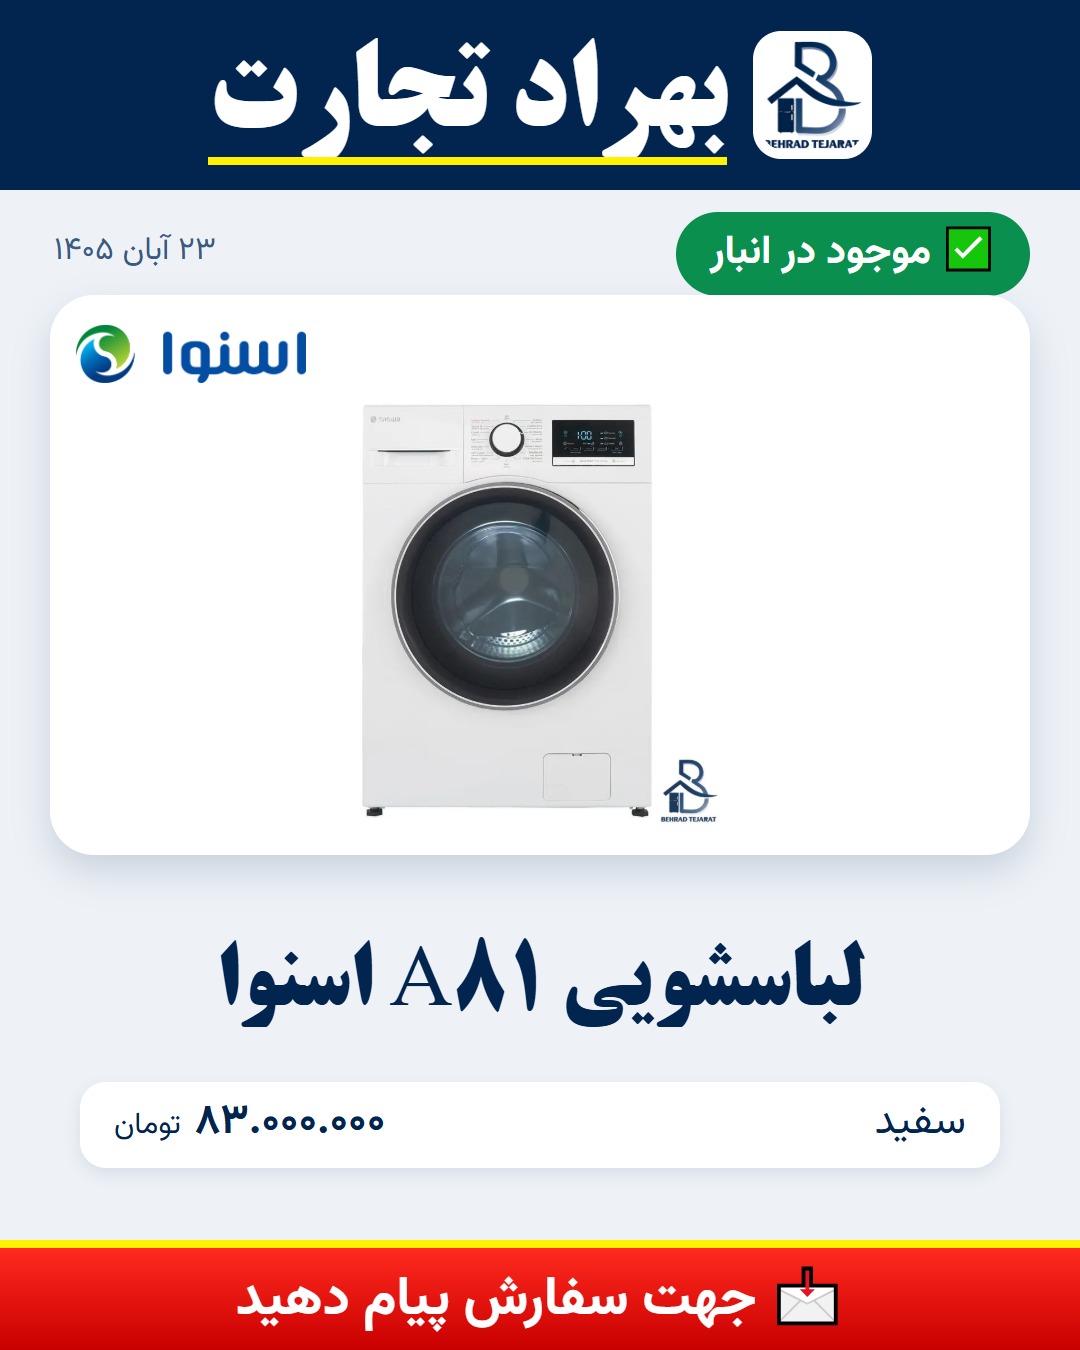 بهراد تجارت
BEHRAD TEJARAT
موجود در انبار
۲۳ آبان ۱۴۰۵
اسنوا
100
BEHRAD TEJARAT
لباسشویی A۸۱ اسنوا
سفید
۸۳.۰۰۰.۰۰۰ تومان
جهت سفارش پیام دهید